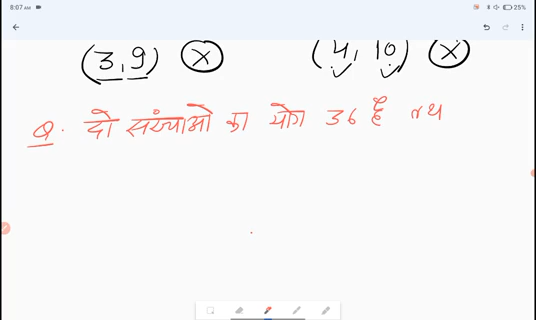 8:07 AM 25%
(3, 9) (x) (4, 10) (x)
Q. दो संख्याओ का योग 36 है तथ